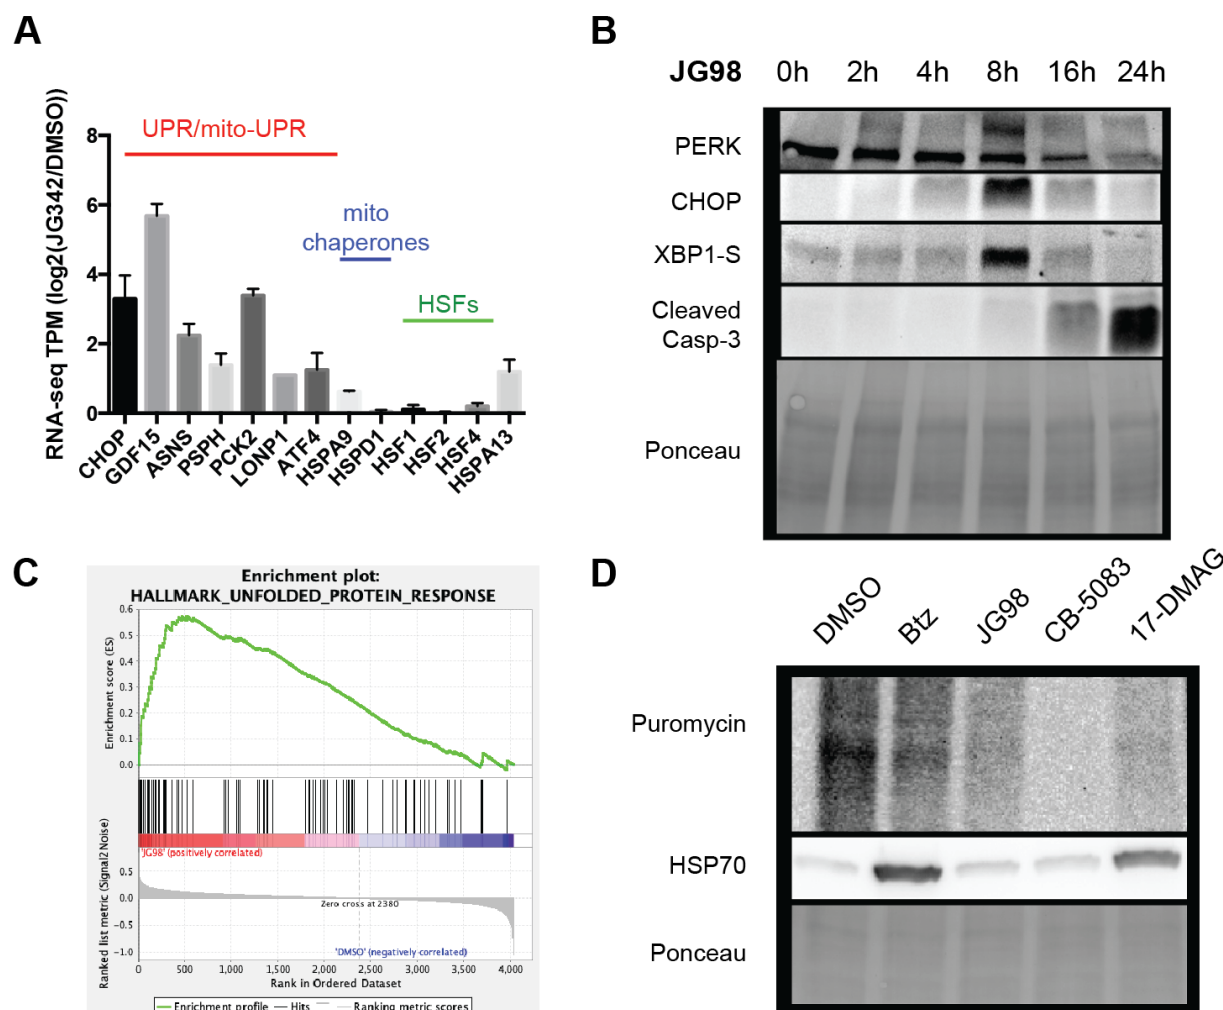 A
RNA-seq TPM (log2(JG342/DMSO))
8
6
4
2
0
UPR/mito-UPR
mito
chaperones
HSFs
CHOP
GDF15
ASNS
PSPH
PCK2
LONP1
ATF4
HSPA9
HSPD1
HSF1
HSF2
HSF4
HSPA13
B
JG98 0h 2h 4h 8h 16h 24h
PERK
CHOP
XBP1-S
Cleaved
Casp-3
Ponceau
C
Enrichment plot:
HALLMARK_UNFOLDED_PROTEIN_RESPONSE
Enrichment score (ES)
0.6
0.5
0.4
0.3
0.2
0.1
0.0
'JG98' (positively correlated)
Ranked list metric (Signal2Noise)
0.5
0.0
-0.5
-1.0
Zero cross at 2380
'DMSO' (negatively correlated)
0 500 1,000 1,500 2,000 2,500 3,000 3,500 4,000
Rank in Ordered Dataset
Enrichment profile Hits Ranking metric scores
D
DMSO Btz JG98 CB-5083 17-DMAG
Puromycin
HSP70
Ponceau